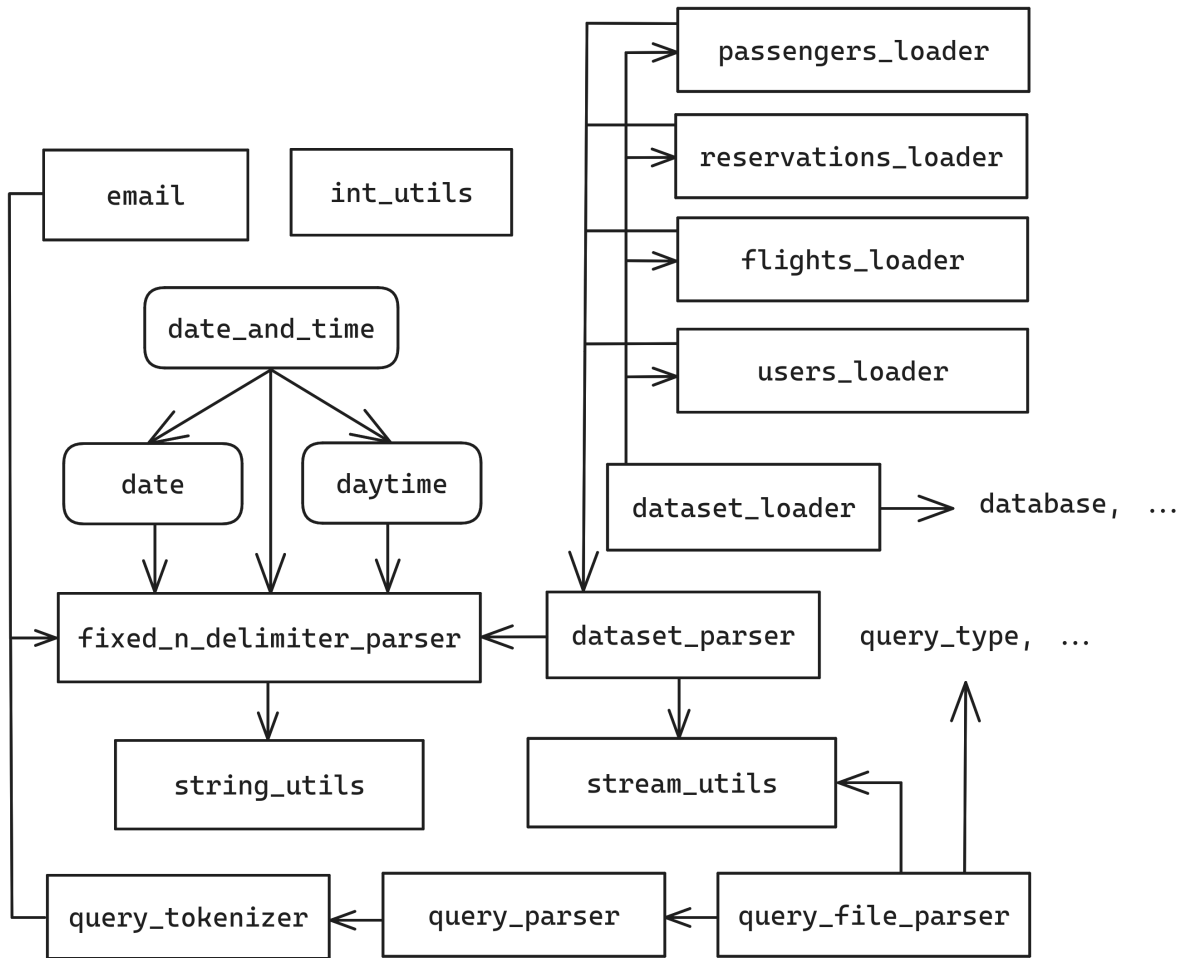 passengers_loader
reservations_loader
email
int_utils
flights_loader
date_and_time
users_loader
date
daytime
dataset_loader
database, ...
fixed_n_delimiter_parser
dataset_parser
query_type, ...
string_utils
stream_utils
query_tokenizer
query_parser
query_file_parser